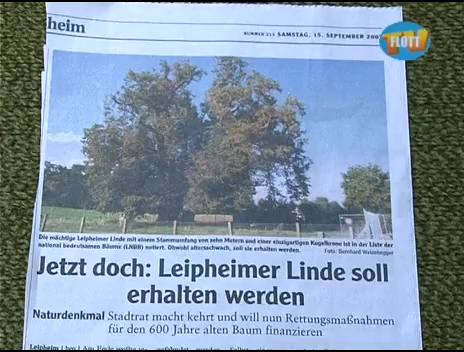 heim
NUMMER 213 SAMSTAG, 15. SEPTEMBER
FLOTT
TV
Die mächtige Leipheimer Linde mit einem Stammumfang von zehn Metern und einer einzigartigen Kugelkrone ist in der Liste der
national bedeutsamen Bäume (LNBB) notiert. Obwohl altersschwach, soll sie erhalten werden.
Foto: Bernhard Weizenegger
Jetzt doch: Leipheimer Linde soll
erhalten werden
Naturdenkmal Stadtrat macht kehrt und will nun Rettungsmaßnahmen
für den 600 Jahre alten Baum finanzieren